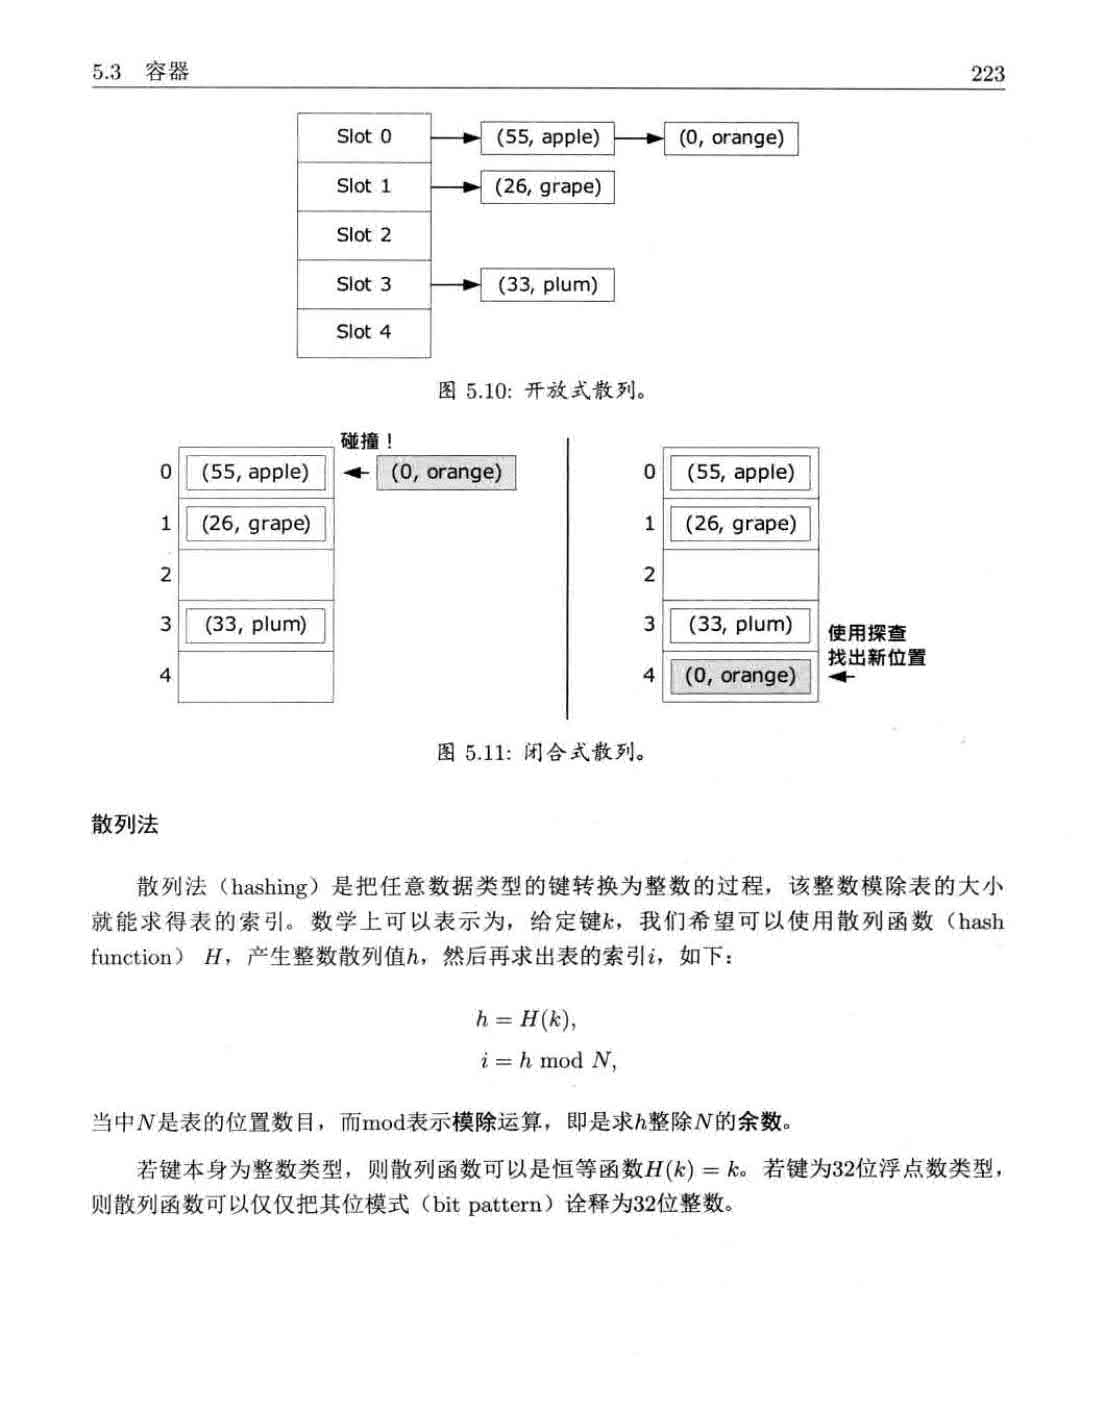 5.3 容器 223
Slot 0 (55, apple) (0, orange)
Slot 1 (26, grape)
Slot 2
Slot 3 (33, plum)
Slot 4
图 5.10: 开放式散列。
碰撞！
0 (55, apple) (0, orange) 0 (55, apple)
1 (26, grape) 1 (26, grape)
2 2
3 (33, plum) 3 (33, plum) 使用探查
找出新位置
4 4 (0, orange)
图 5.11: 闭合式散列。
散列法
散列法（hashing）是把任意数据类型的键转换为整数的过程，该整数模除表的大小
就能求得表的索引。数学上可以表示为，给定键k，我们希望可以使用散列函数（hash
function） H，产生整数散列值h，然后再求出表的索引i，如下：
h = H(k),
i = h mod N,
当中N是表的位置数目，而mod表示模除运算，即是求h整除N的余数。
若键本身为整数类型，则散列函数可以是恒等函数H(k) = k。若键为32位浮点数类型，
则散列函数可以仅仅把其位模式（bit pattern）诠释为32位整数。